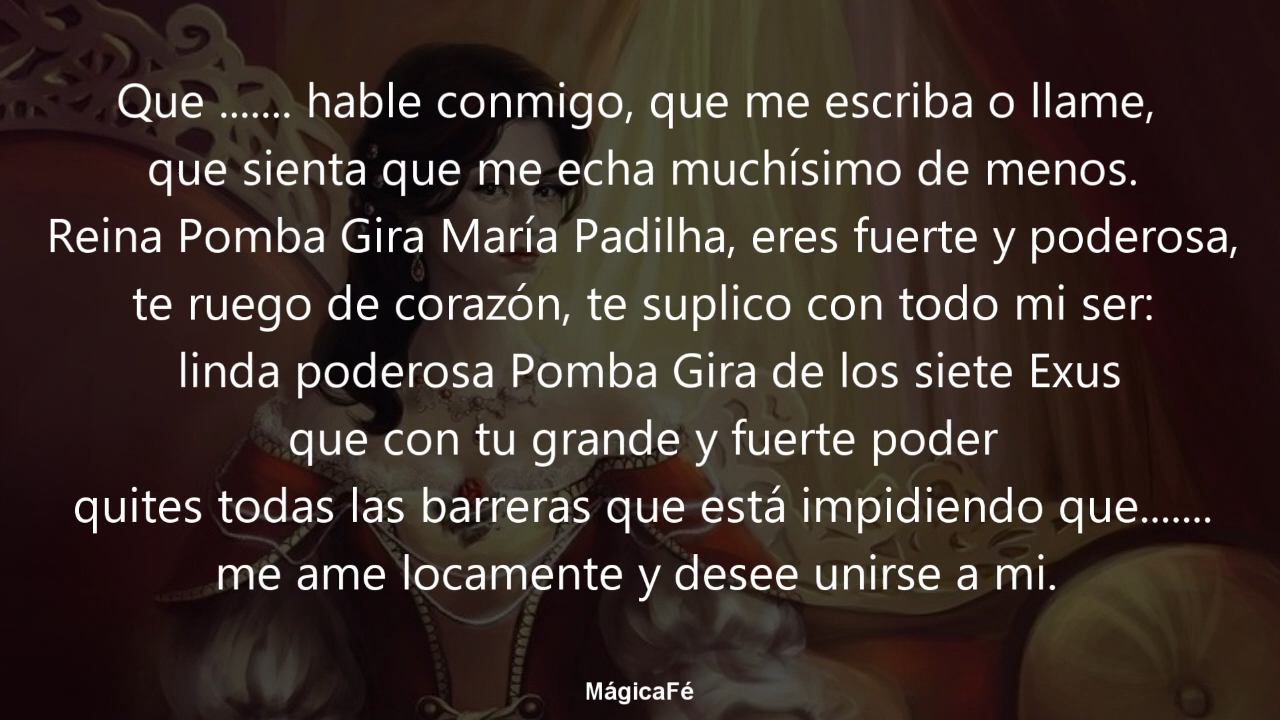 Que ....... hable conmigo, que me escriba o llame,
que sienta que me echa muchísimo de menos.
Reina Pomba Gira María Padilha, eres fuerte y poderosa,
te ruego de corazón, te suplico con todo mi ser:
linda poderosa Pomba Gira de los siete Exus
que con tu grande y fuerte poder
quites todas las barreras que está impidiendo que.......
me ame locamente y desee unirse a mi.
MágicaFé